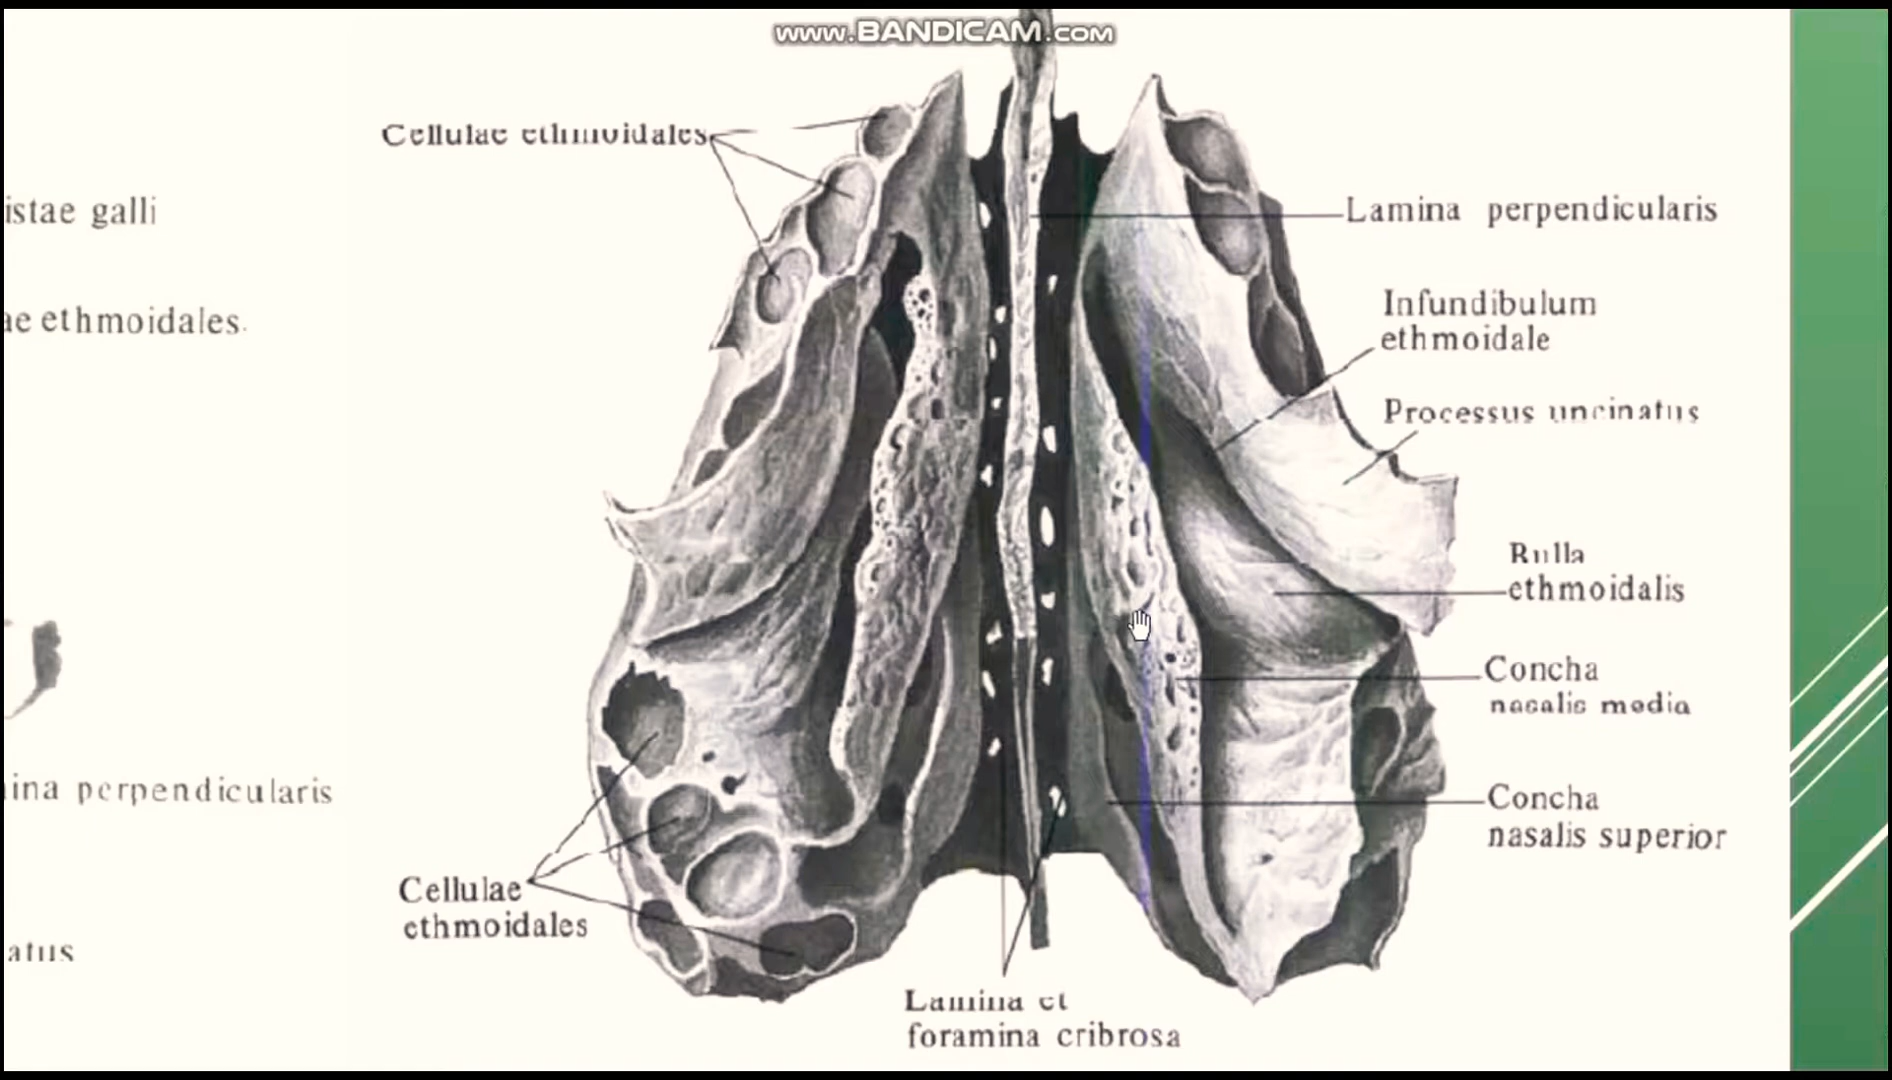 www.BANDICAM.com
Cellulae ethmoidales
istae galli
ae ethmoidales.
Lamina perpendicularis
Infundibulum
ethmoidale
Processus uncinatus
Bulla
ethmoidalis
Concha
nasalis media
ina perpendicularis
Concha
nasalis superior
Cellulae
ethmoidales
atus
Lamina et
foramina cribrosa